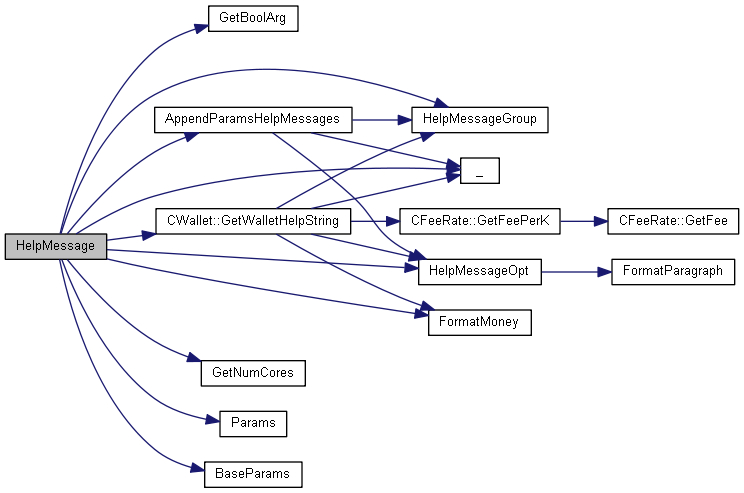 GetBoolArg
AppendParamsHelpMessages
HelpMessageGroup
_
CWallet::GetWalletHelpString
CFeeRate::GetFeePerK
CFeeRate::GetFee
HelpMessage
HelpMessageOpt
FormatParagraph
FormatMoney
GetNumCores
Params
BaseParams